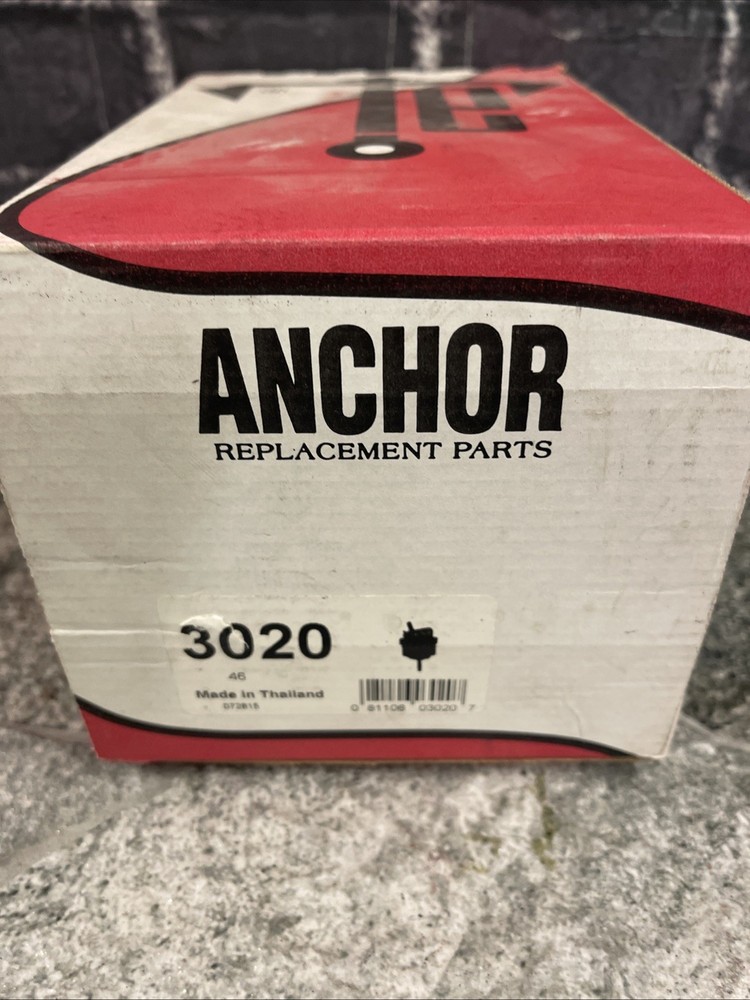 ANCHOR
REPLACEMENT PARTS
3020
46
Made in Thailand
072815
0 81106 03020 7